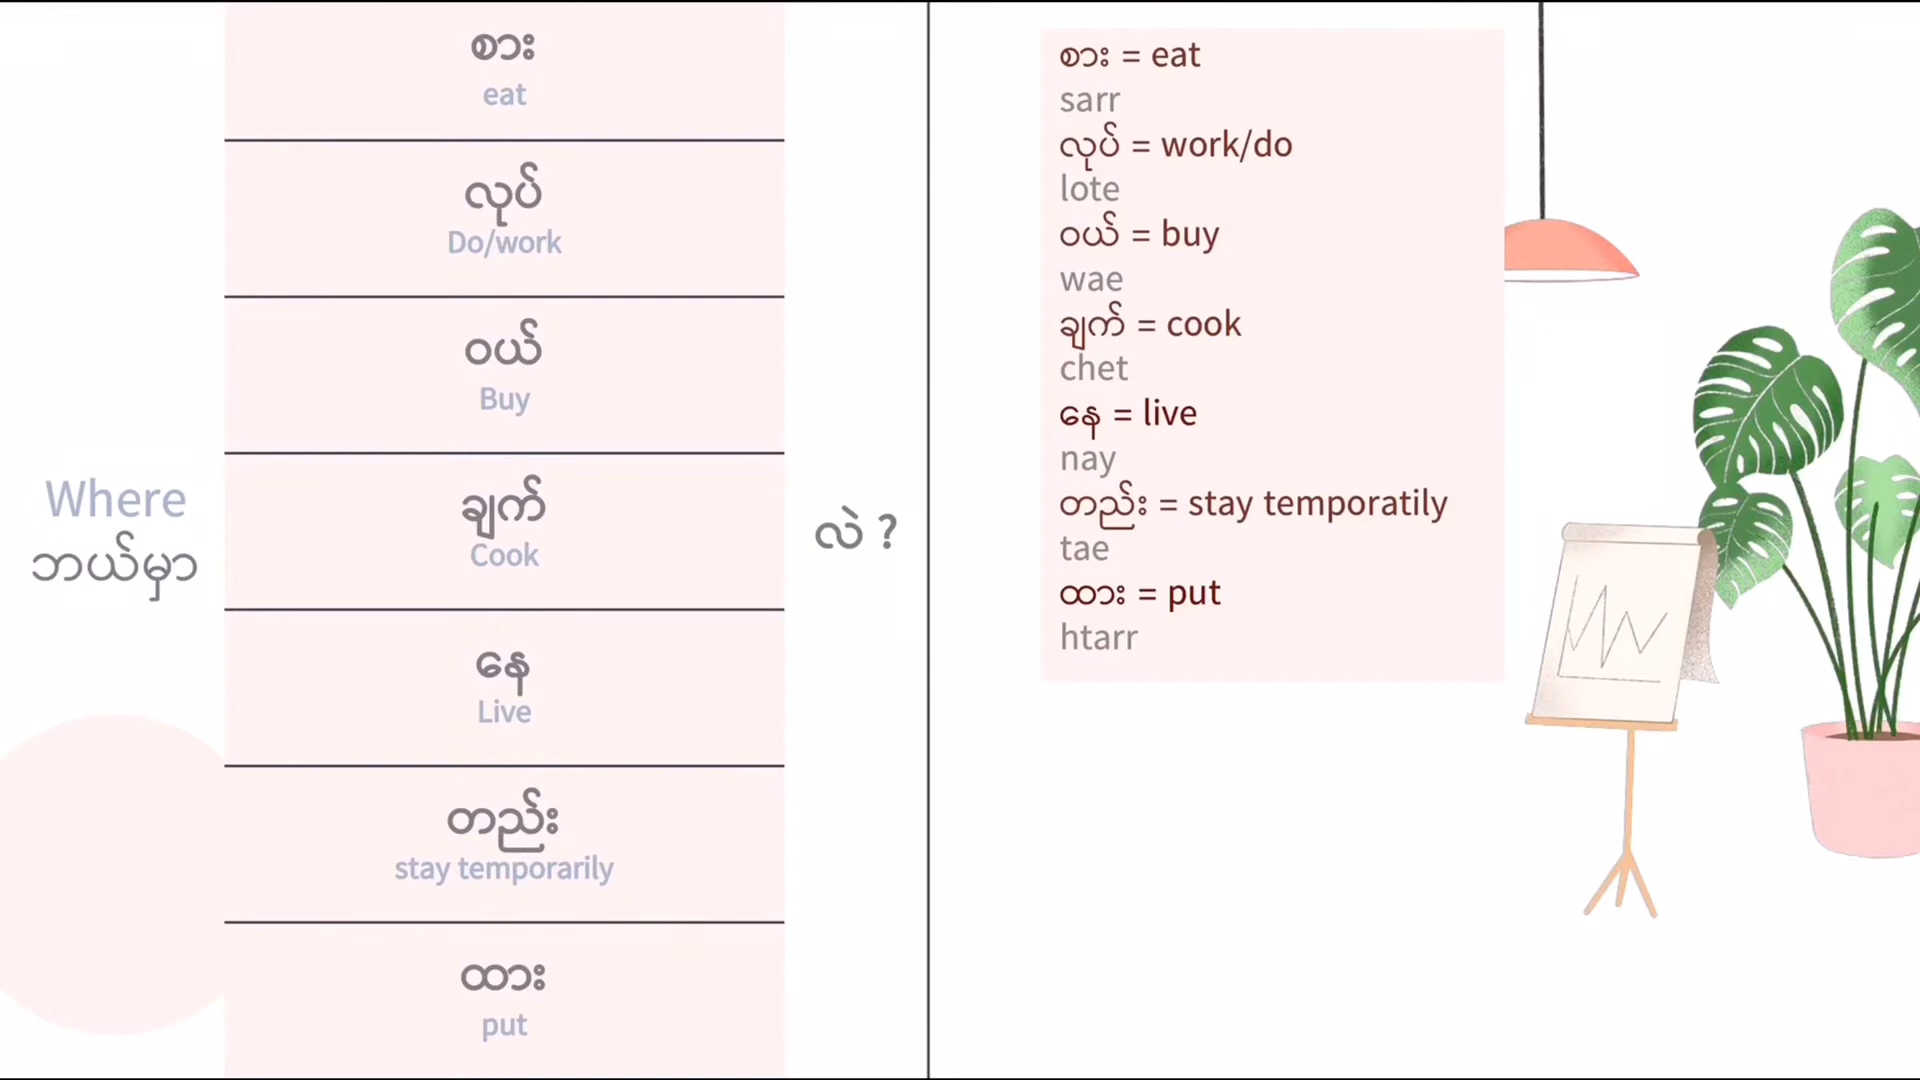 စား
eat
လုပ်
Do/work
ဝယ်
Buy
ချက်
Cook
နေ
Live
တည်း
stay temporarily
ထား
put
Where
ဘယ်မှာ
လဲ ?
စား = eat
sarr
လုပ် = work/do
lote
ဝယ် = buy
wae
ချက် = cook
chet
နေ = live
nay
တည်း = stay temporatily
tae
ထား = put
htarr